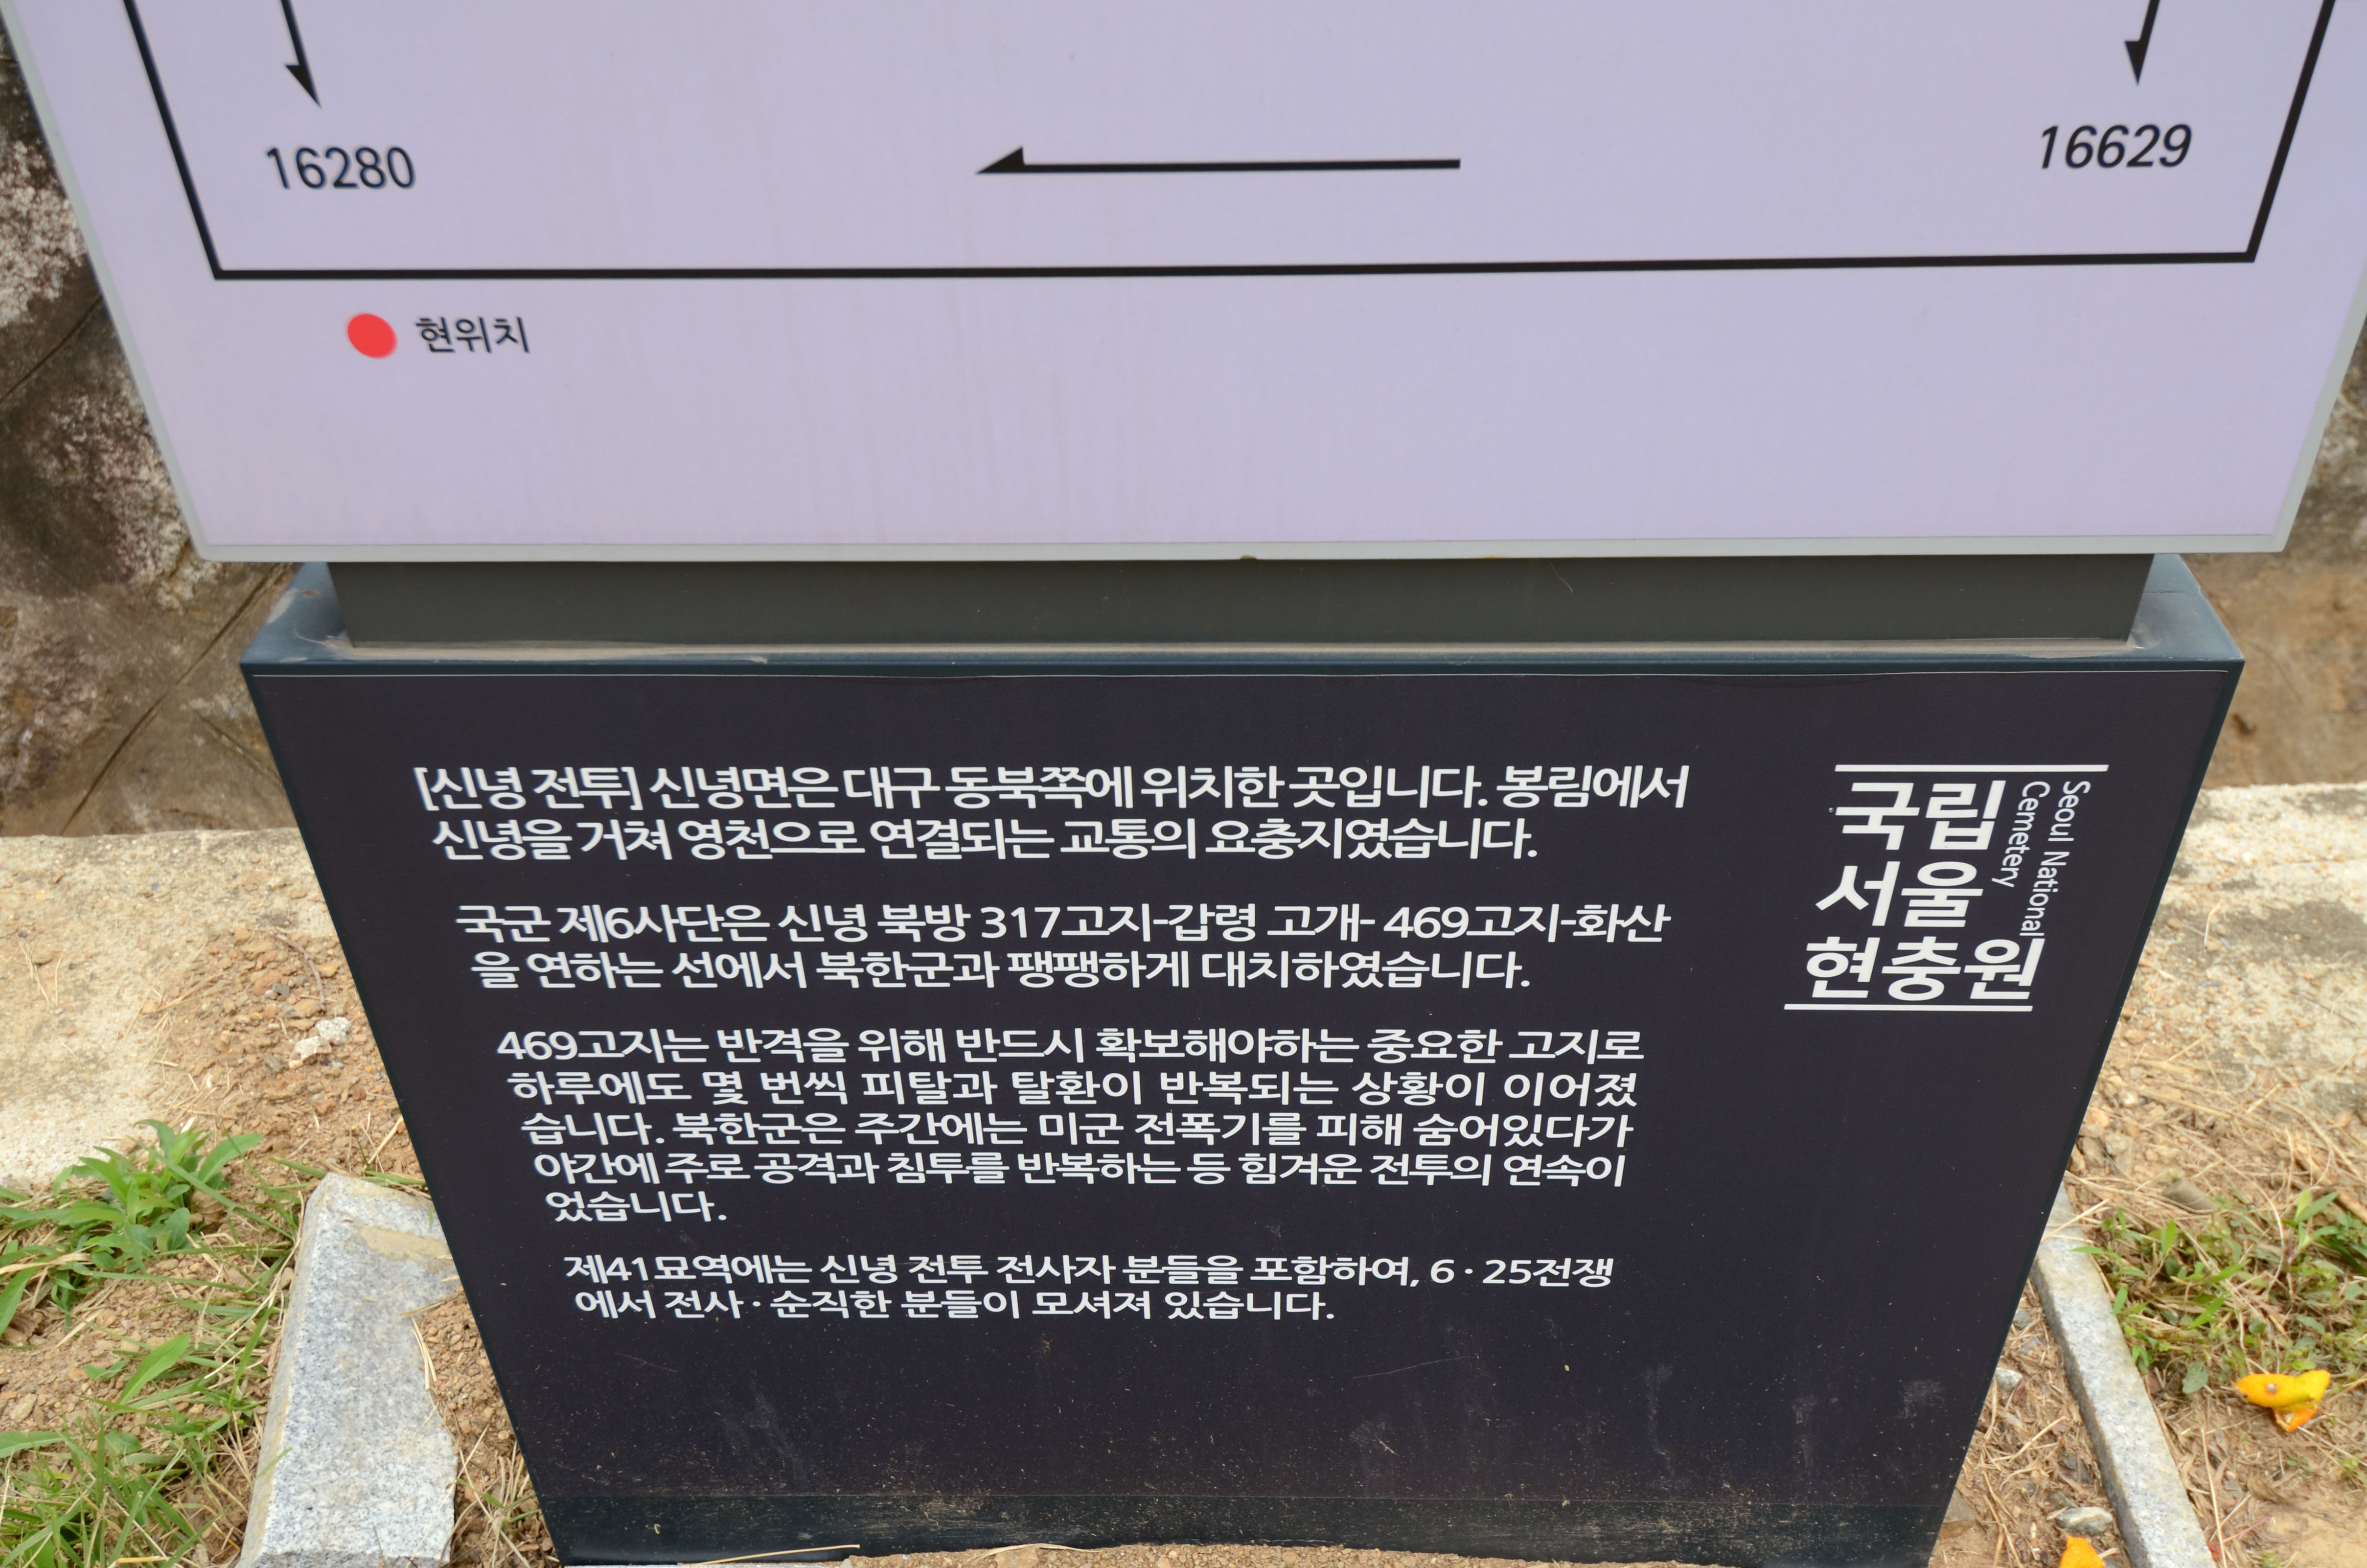 16280
16629
현위치
[신녕 전투] 신녕면은 대구 동북쪽에 위치한 곳입니다. 봉림에서
신녕을 거쳐 영천으로 연결되는 교통의 요충지였습니다.
국군 제6사단은 신녕 북방 317고지-갑령 고개- 469고지-화산
을 연하는 선에서 북한군과 팽팽하게 대치하였습니다.
469고지는 반격을 위해 반드시 확보해야하는 중요한 고지로
하루에도 몇 번씩 피탈과 탈환이 반복되는 상황이 이어졌
습니다. 북한군은 주간에는 미군 전폭기를 피해 숨어있다가
야간에 주로 공격과 침투를 반복하는 등 힘겨운 전투의 연속이
었습니다.
제41묘역에는 신녕 전투 전사자 분들을 포함하여, 6 · 25전쟁
에서 전사 · 순직한 분들이 모셔져 있습니다.
국립
서울
현충원
Seoul National
Cemetery